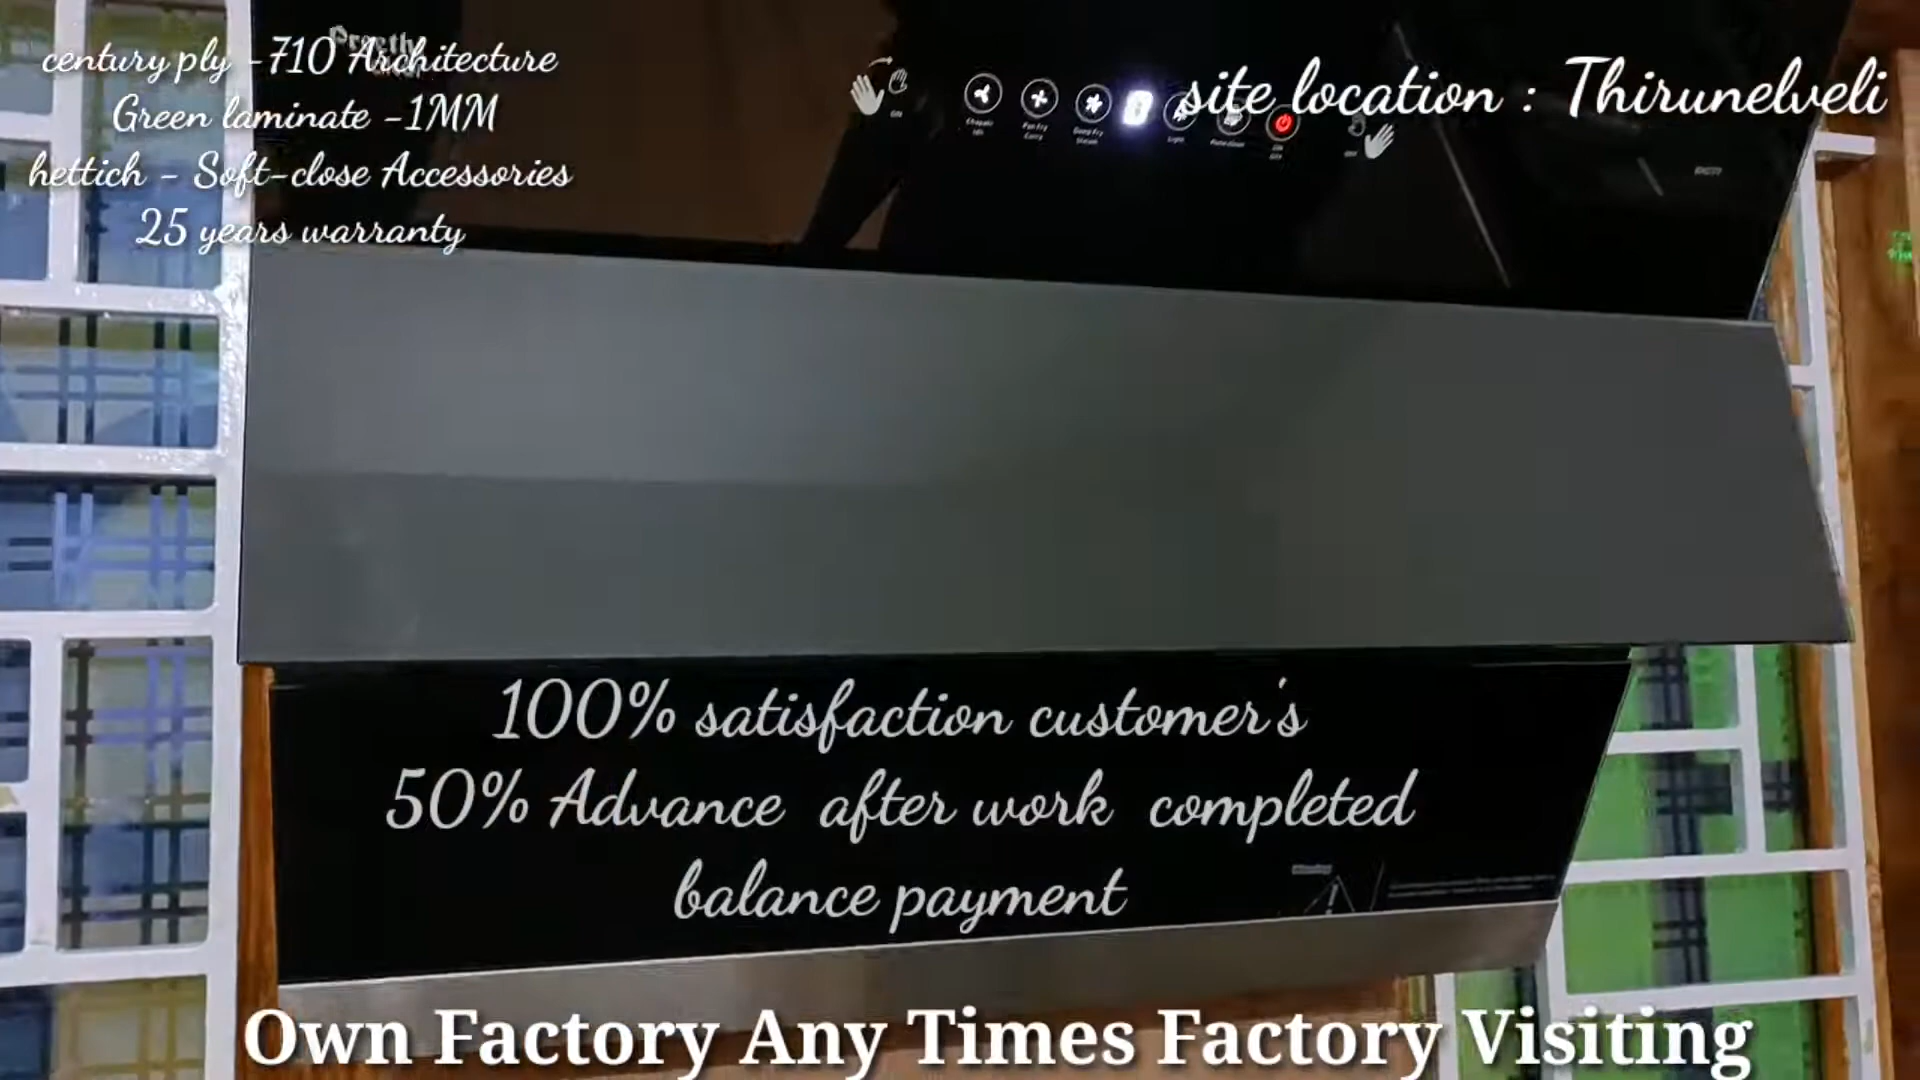 century ply -710 Architecture
Green laminate -1MM
hettich - Soft-close Accessories
25 years warranty
site location : Thirunelveli
100% satisfaction customer's
50% Advance after work completed
balance payment
Own Factory Any Times Factory Visiting